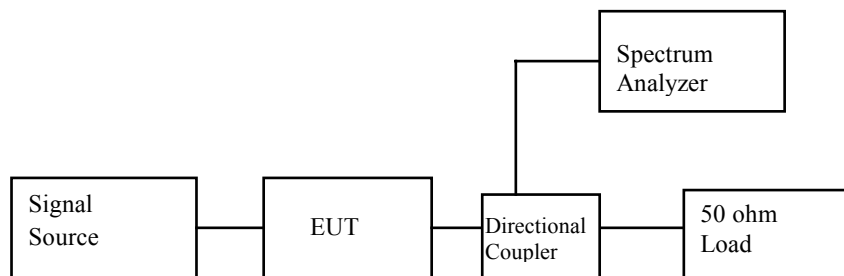 Spectrum
Analyzer
Signal
Source
EUT
Directional
Coupler
50 ohm
Load